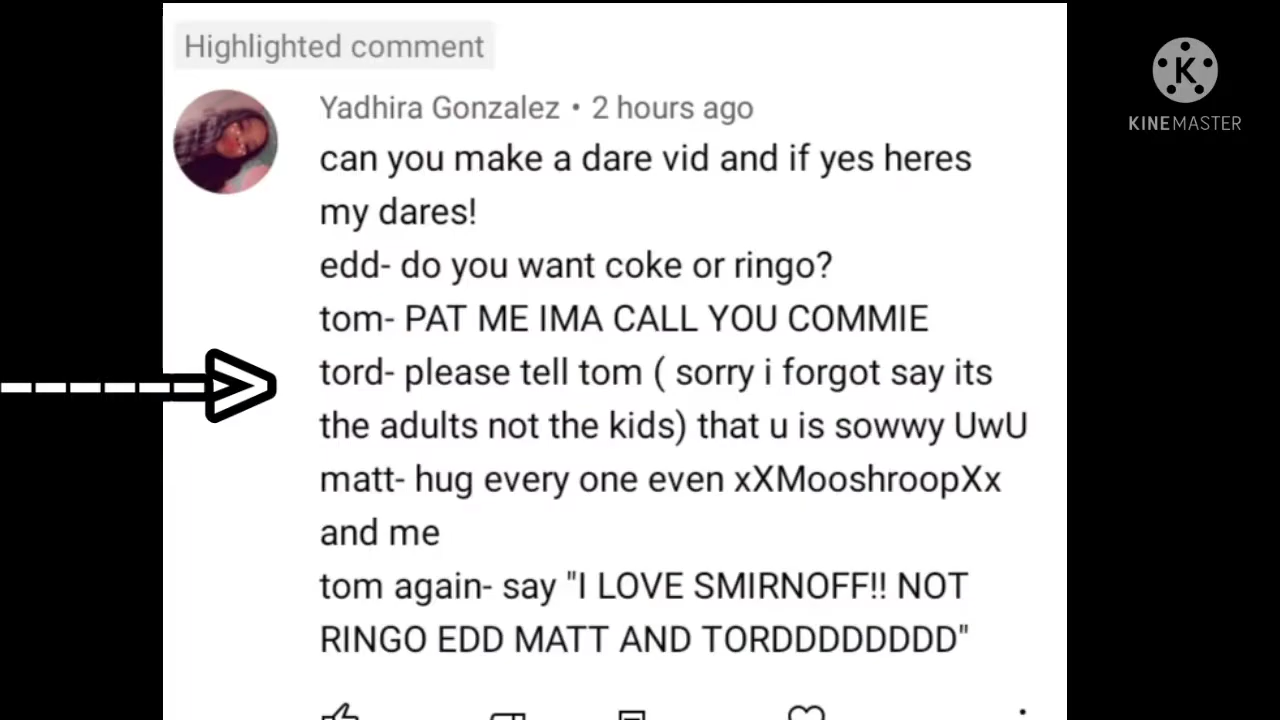 Highlighted comment
Yadhira Gonzalez • 2 hours ago
can you make a dare vid and if yes heres
my dares!
edd- do you want coke or ringo?
tom- PAT ME IMA CALL YOU COMMIE
tord- please tell tom ( sorry i forgot say its
the adults not the kids) that u is sowwy UwU
matt- hug every one even xXMooshroopXx
and me
tom again- say "I LOVE SMIRNOFF!! NOT
RINGO EDD MATT AND TORDDDDDDDD"
K
KINEMASTER